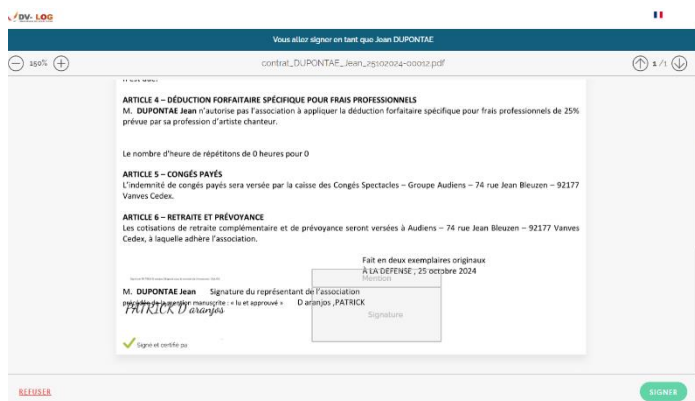 DV- LOG
Vous allez signer en tant que Jean DUPONTAE
150%
contrat_DUPONTAE_Jean_25102024-00012.pdf
1/1
ARTICLE 4 – DÉDUCTION FORFAITAIRE SPÉCIFIQUE POUR FRAIS PROFESSIONNELS
M. DUPONTAE Jean n'autorise pas l'association à appliquer la déduction forfaitaire spécifique pour frais professionnels de 25%
prévue par sa profession d'artiste chanteur.
Le nombre d'heure de répétitons de 0 heures pour 0
ARTICLE 5 – CONGÉS PAYÉS
L'indemnité de congés payés sera versée par la caisse des Congés Spectacles – Groupe Audiens – 74 rue Jean Bleuzen – 92177
Vanves Cedex.
ARTICLE 6 – RETRAITE ET PRÉVOYANCE
Les cotisations de retraite complémentaire et de prévoyance seront versées à Audiens – 74 rue Jean Bleuzen – 92177 Vanves
Cedex, à laquelle adhère l'association.
Fait en deux exemplaires originaux
À LA DÉFENSE , 25 octobre 2024
Mention
M. DUPONTAE Jean Signature du représentant de l'association
précédée de la mention manuscrite : « lu et approuvé » D aranjos ,PATRICK
PATRICK D aranjos
Signature
Signé et certifié pa
REFUSER
SIGNER